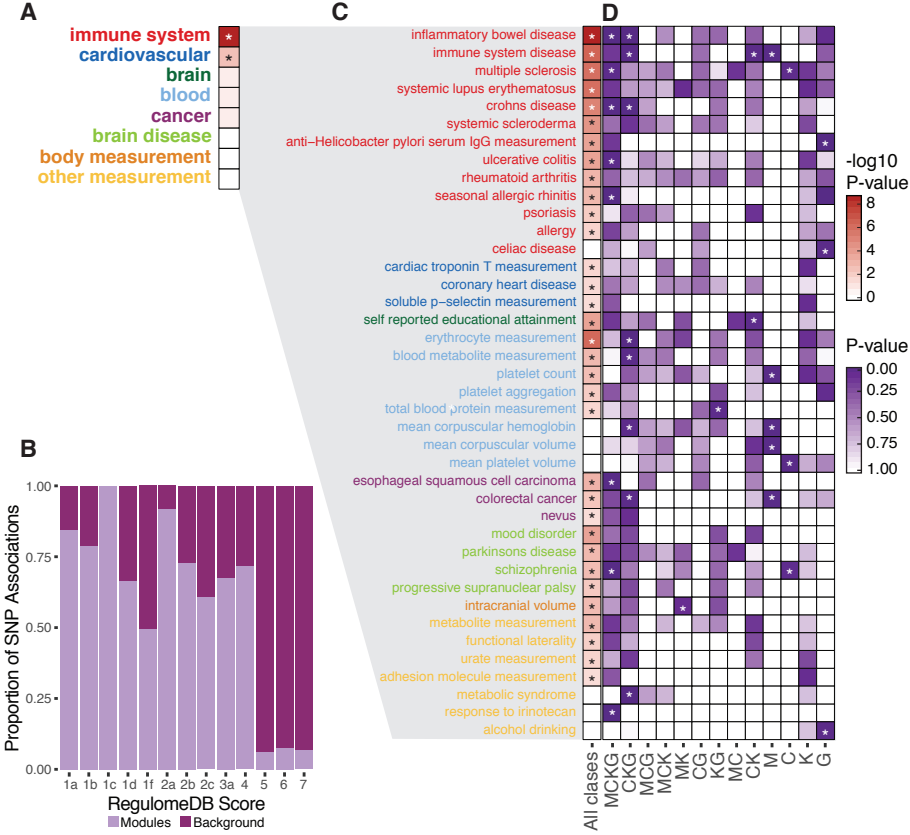 A
immune system *
cardiovascular *
brain
blood
cancer
brain disease
body measurement
other measurement
B
1.00
0.75
0.50
0.25
0.00
Proportion of SNP Associations
1a 1b 1c 1d 1f 2a 2b 2c 3a 4 5 6 7
RegulomeDB Score
Modules Background
C
D
inflammatory bowel disease * * *
immune system disease * * * *
multiple sclerosis * * *
systemic lupus erythematosus *
crohns disease * * *
systemic scleroderma *
anti−Helicobacter pylori serum IgG measurement * *
ulcerative colitis * *
rheumatoid arthritis *
seasonal allergic rhinitis * *
psoriasis *
allergy *
celiac disease *
cardiac troponin T measurement *
coronary heart disease *
soluble p−selectin measurement *
self reported educational attainment * *
erythrocyte measurement * *
blood metabolite measurement * *
platelet count * *
platelet aggregation *
total blood protein measurement * *
mean corpuscular hemoglobin * *
mean corpuscular volume *
mean platelet volume *
esophageal squamous cell carcinoma * *
colorectal cancer * * *
nevus *
mood disorder *
parkinsons disease *
schizophrenia * * *
progressive supranuclear palsy *
intracranial volume * *
metabolite measurement *
functional laterality *
urate measurement *
adhesion molecule measurement *
metabolic syndrome *
response to irinotecan *
alcohol drinking *
All clases MCKG CKG MCG MCK MK CG KG MC CK M C K G
-log10
P-value
8
6
4
2
0
P-value
0.00
0.25
0.50
0.75
1.00